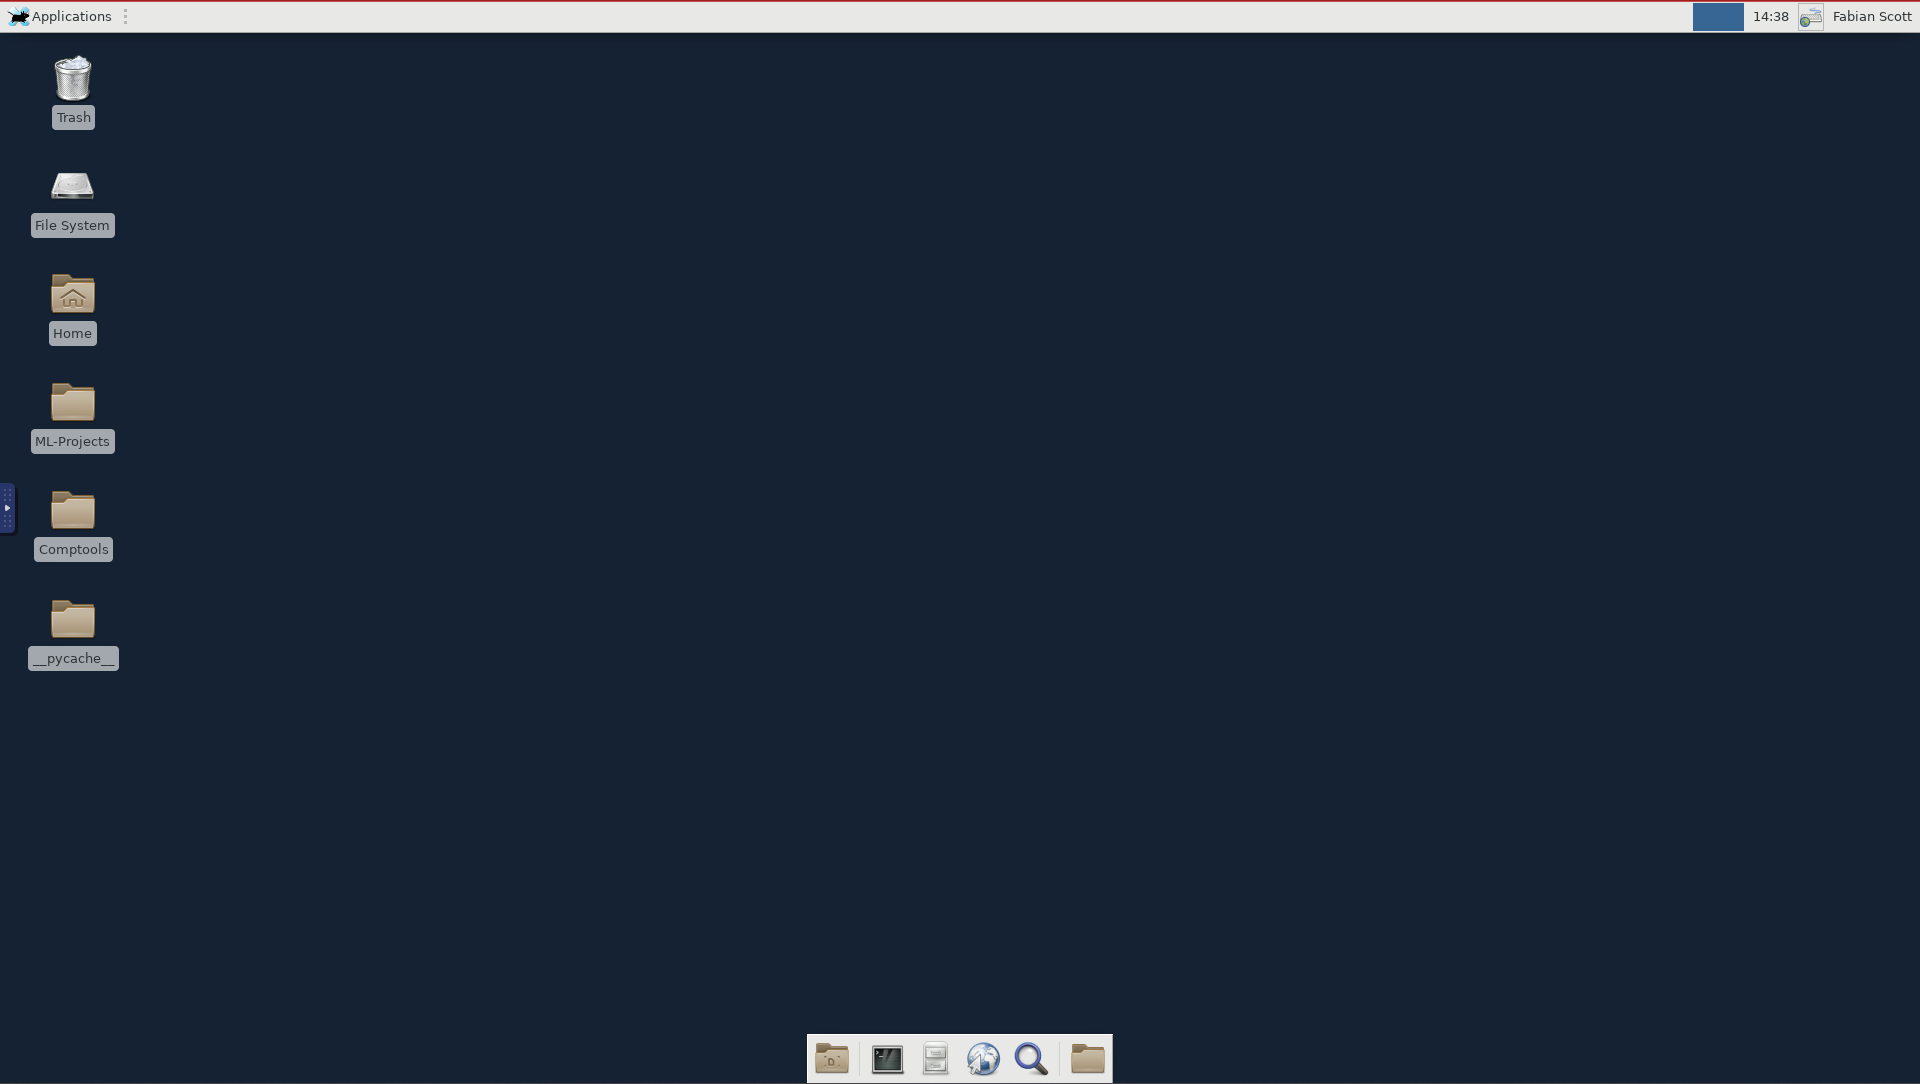 Applications
14:38
Fabian Scott
Trash
File System
Home
ML-Projects
Comptools
__pycache__
D